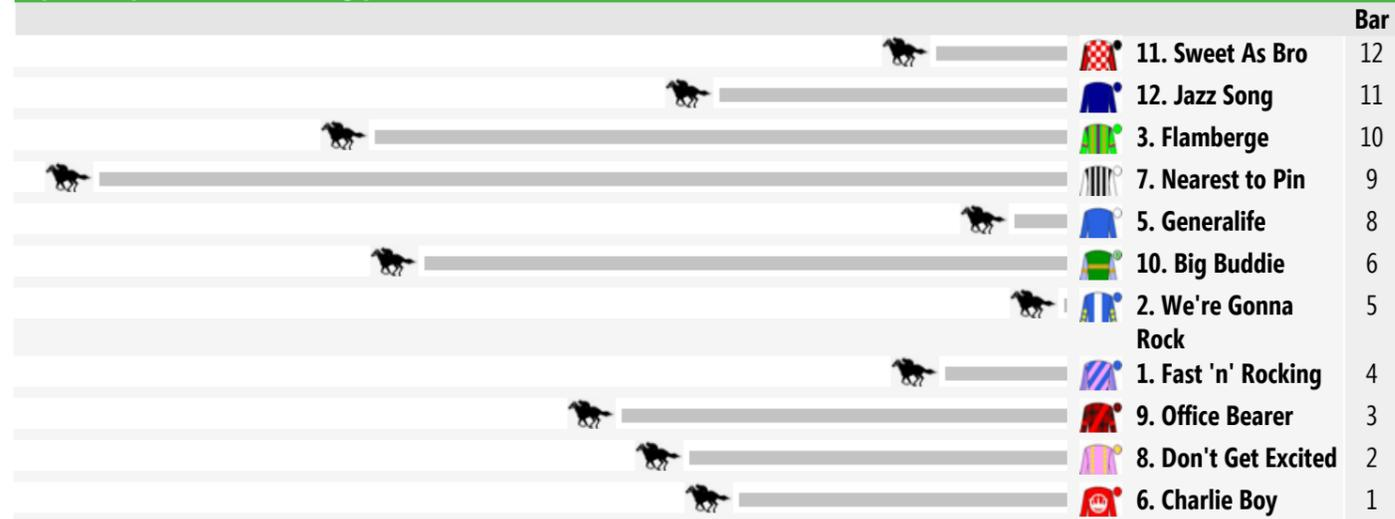 Bar
11. Sweet As Bro 12
12. Jazz Song 11
3. Flamberge 10
7. Nearest to Pin 9
5. Generalife 8
10. Big Buddie 6
2. We're Gonna 5
Rock
1. Fast 'n' Rocking 4
9. Office Bearer 3
8. Don't Get Excited 2
6. Charlie Boy 1